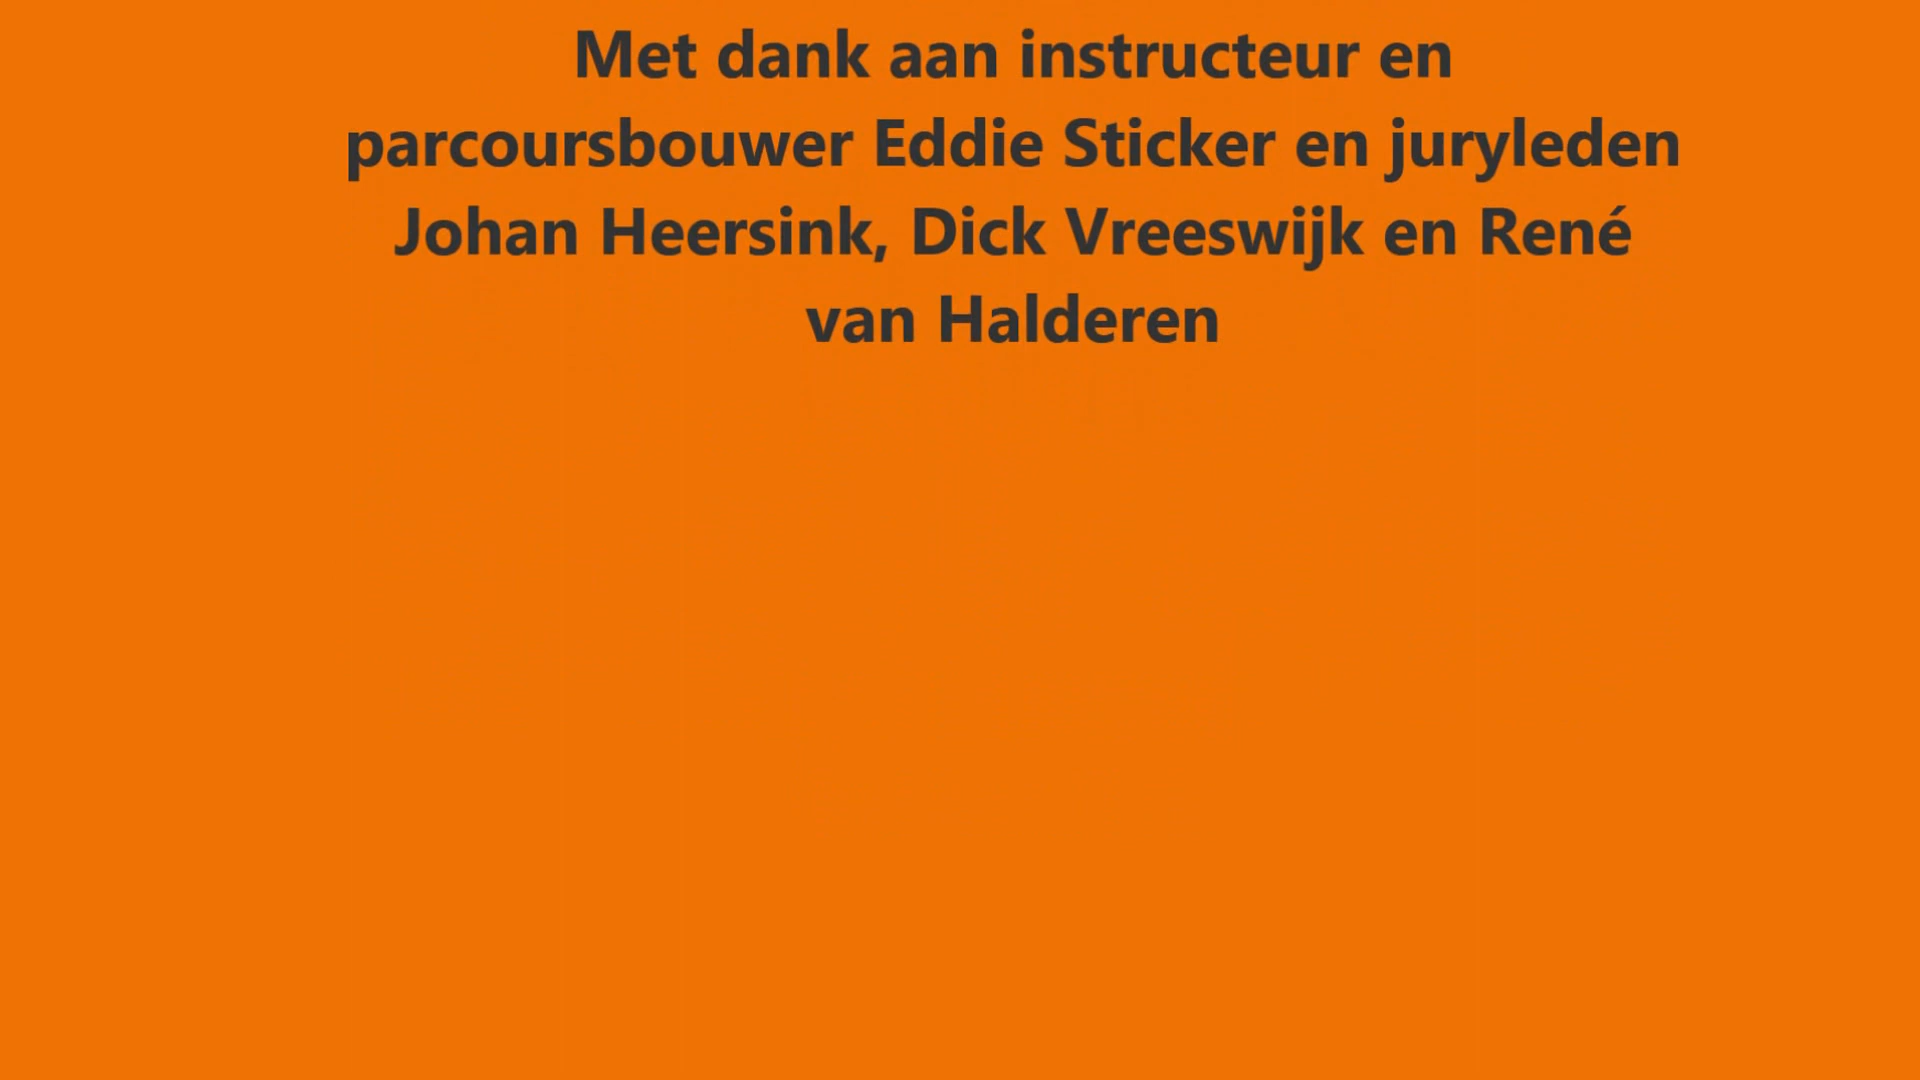 Met dank aan instructeur en
parcoursbouwer Eddie Sticker en juryleden
Johan Heersink, Dick Vreeswijk en René
van Halderen